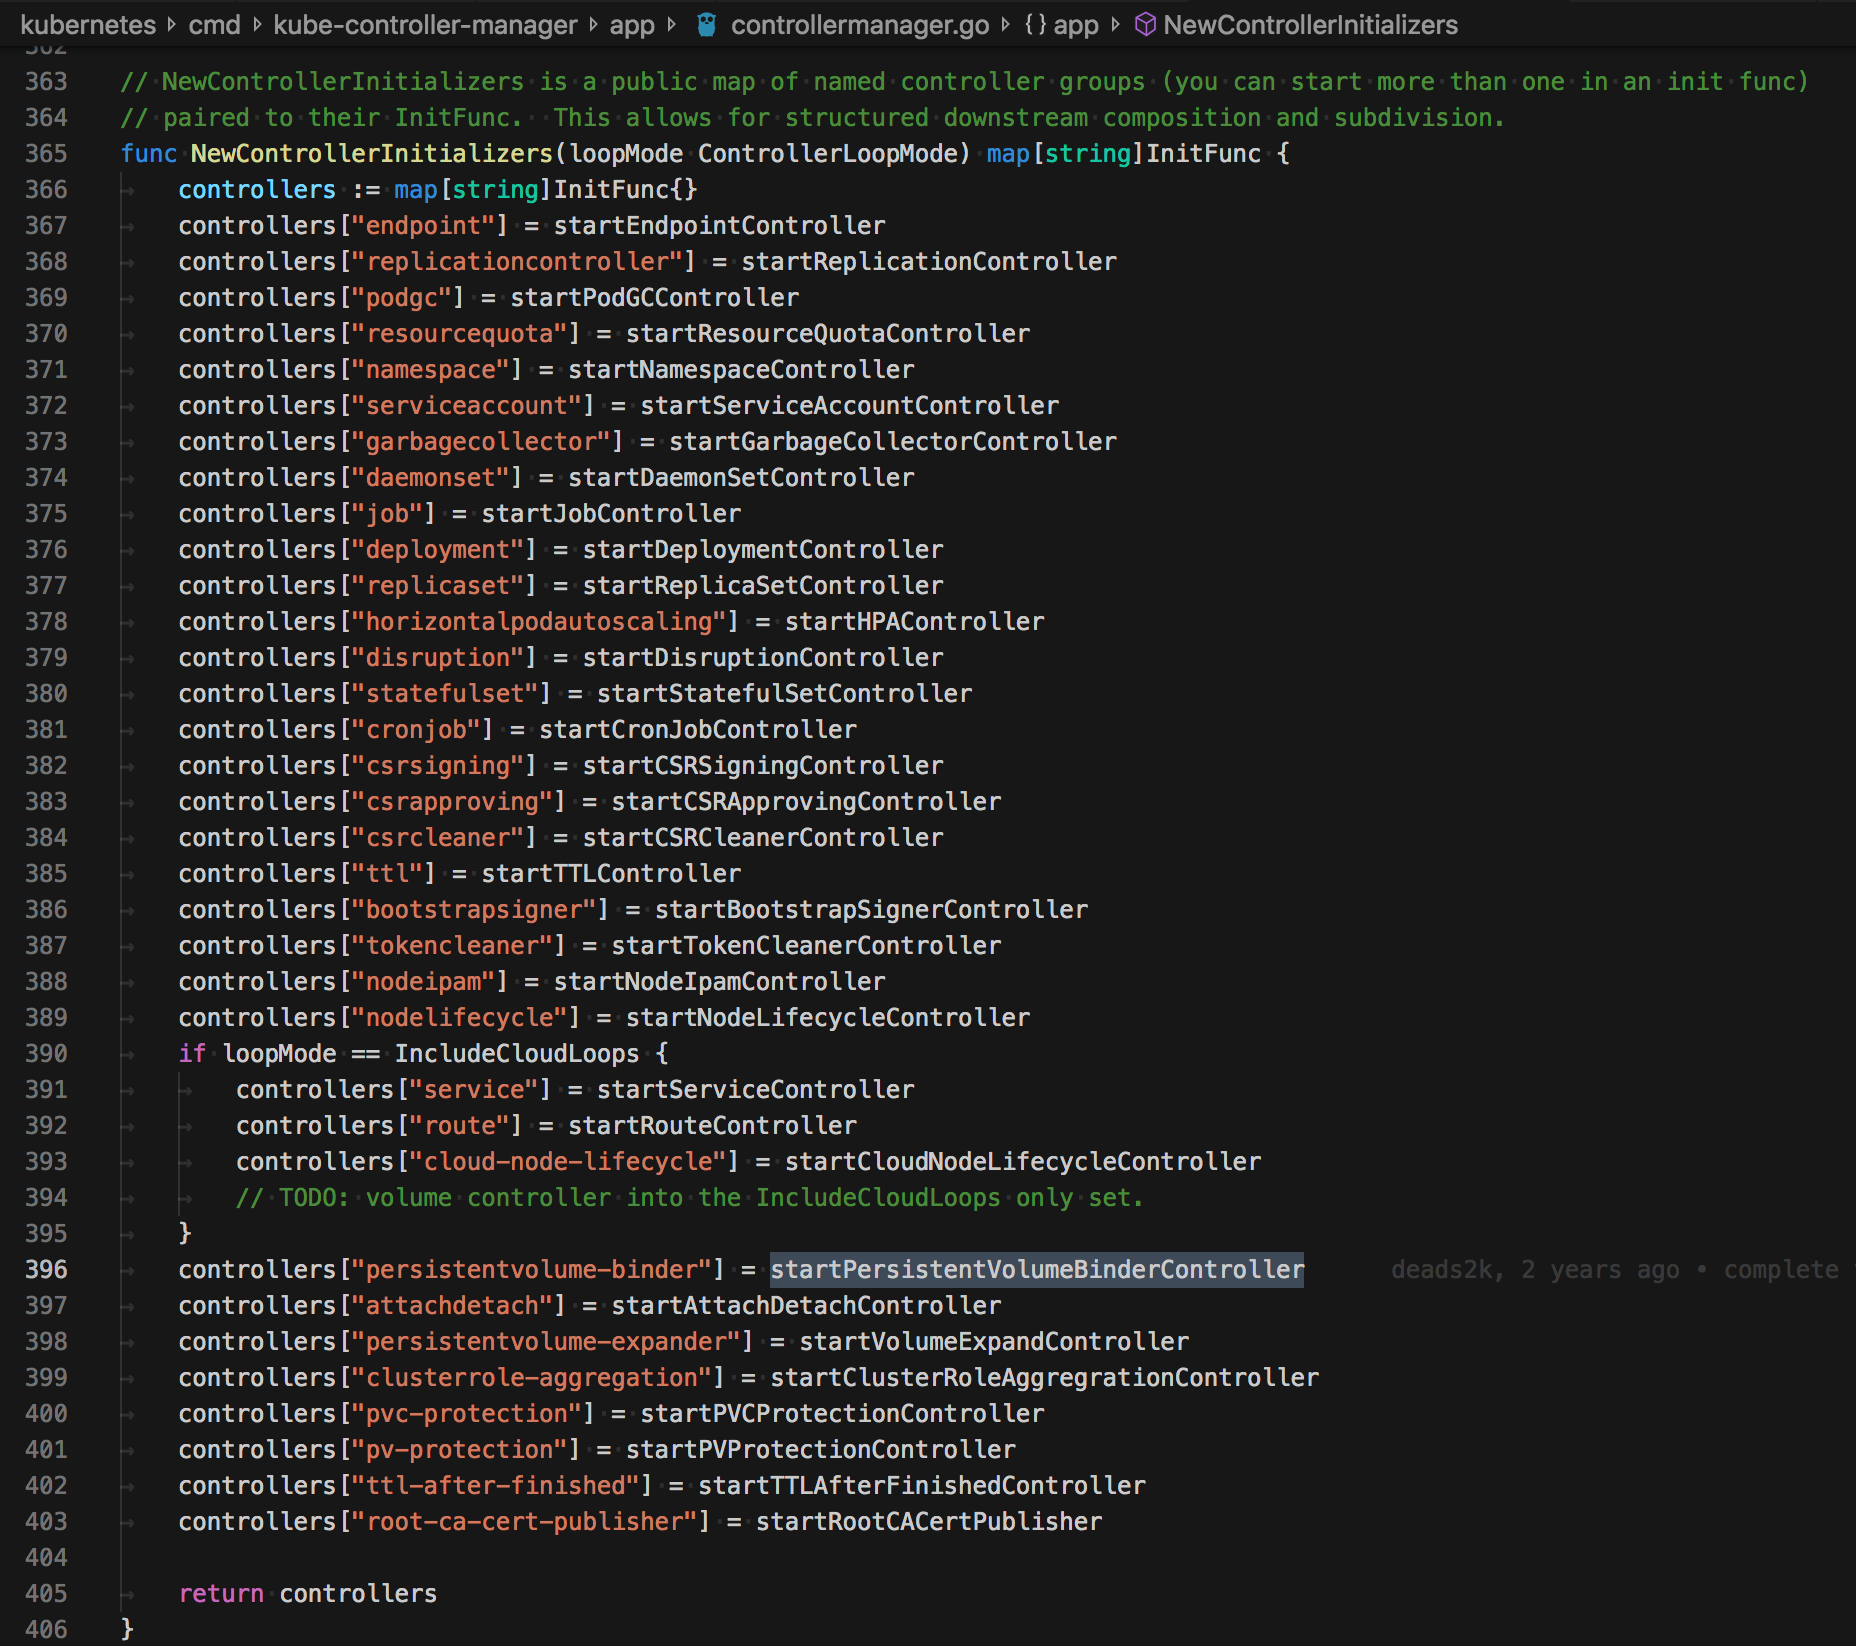 kubernetes › cmd › kube-controller-manager › app › controllermanager.go › {} app › NewControllerInitializers
362
363 // NewControllerInitializers is a public map of named controller groups (you can start more than one in an init func)
364 // paired to their InitFunc.  This allows for structured downstream composition and subdivision.
365 func NewControllerInitializers(loopMode ControllerLoopMode) map[string]InitFunc {
366 controllers := map[string]InitFunc{}
367 controllers["endpoint"] = startEndpointController
368 controllers["replicationcontroller"] = startReplicationController
369 controllers["podgc"] = startPodGCController
370 controllers["resourcequota"] = startResourceQuotaController
371 controllers["namespace"] = startNamespaceController
372 controllers["serviceaccount"] = startServiceAccountController
373 controllers["garbagecollector"] = startGarbageCollectorController
374 controllers["daemonset"] = startDaemonSetController
375 controllers["job"] = startJobController
376 controllers["deployment"] = startDeploymentController
377 controllers["replicaset"] = startReplicaSetController
378 controllers["horizontalpodautoscaling"] = startHPAController
379 controllers["disruption"] = startDisruptionController
380 controllers["statefulset"] = startStatefulSetController
381 controllers["cronjob"] = startCronJobController
382 controllers["csrsigning"] = startCSRSigningController
383 controllers["csrapproving"] = startCSRApprovingController
384 controllers["csrcleaner"] = startCSRCleanerController
385 controllers["ttl"] = startTTLController
386 controllers["bootstrapsigner"] = startBootstrapSignerController
387 controllers["tokencleaner"] = startTokenCleanerController
388 controllers["nodeipam"] = startNodeIpamController
389 controllers["nodelifecycle"] = startNodeLifecycleController
390 if loopMode == IncludeCloudLoops {
391 controllers["service"] = startServiceController
392 controllers["route"] = startRouteController
393 controllers["cloud-node-lifecycle"] = startCloudNodeLifecycleController
394 // TODO: volume controller into the IncludeCloudLoops only set.
395 }
396 controllers["persistentvolume-binder"] = startPersistentVolumeBinderController deads2k, 2 years ago • complete
397 controllers["attachdetach"] = startAttachDetachController
398 controllers["persistentvolume-expander"] = startVolumeExpandController
399 controllers["clusterrole-aggregation"] = startClusterRoleAggregrationController
400 controllers["pvc-protection"] = startPVCProtectionController
401 controllers["pv-protection"] = startPVProtectionController
402 controllers["ttl-after-finished"] = startTTLAfterFinishedController
403 controllers["root-ca-cert-publisher"] = startRootCACertPublisher
404
405 return controllers
406 }